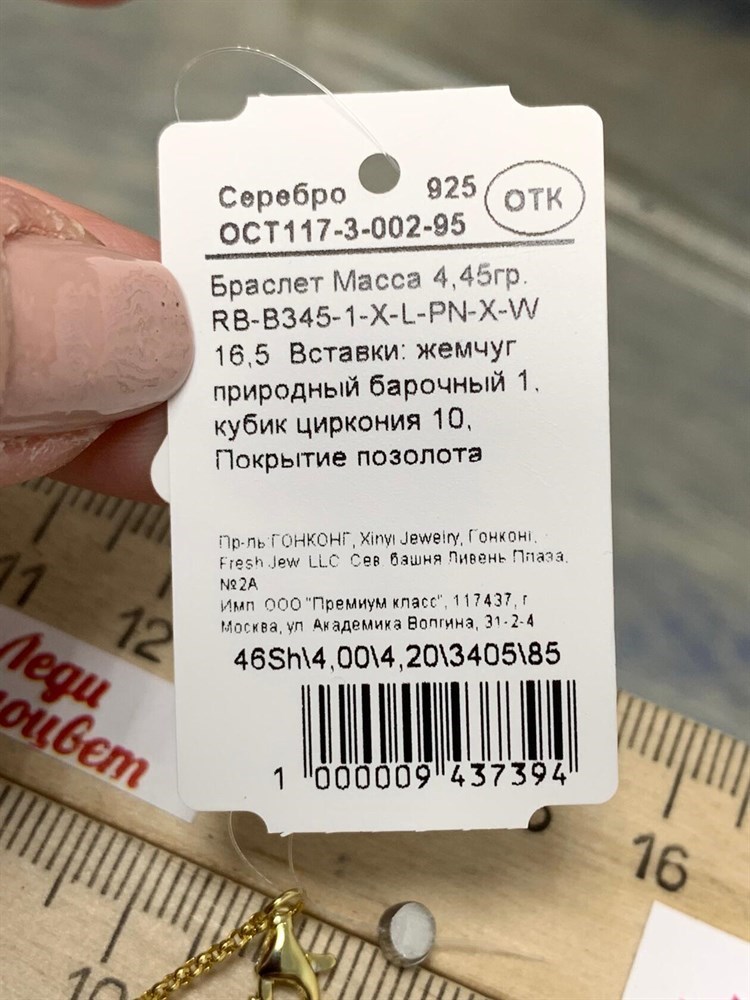 Серебро 925 ОТК
ОСТ117-3-002-95
Браслет Масса 4,45гр.
RB-B345-1-X-L-PN-X-W
16,5 Вставки: жемчуг
природный барочный 1,
кубик циркония 10,
Покрытие позолота
Пр-ль:ГОНКОНГ, Xinyi Jewelry, Гонконг,
Fresh Jew LLC Сев. башня Ливень Плаза,
№2А
Имп. ООО "Премиум класс", 117437, г
Москва, ул. Академика Волгина, 31-2-4
46Sh\4,00\4,20\3405\85
1 000009 437394
11
12
Леди
16
10